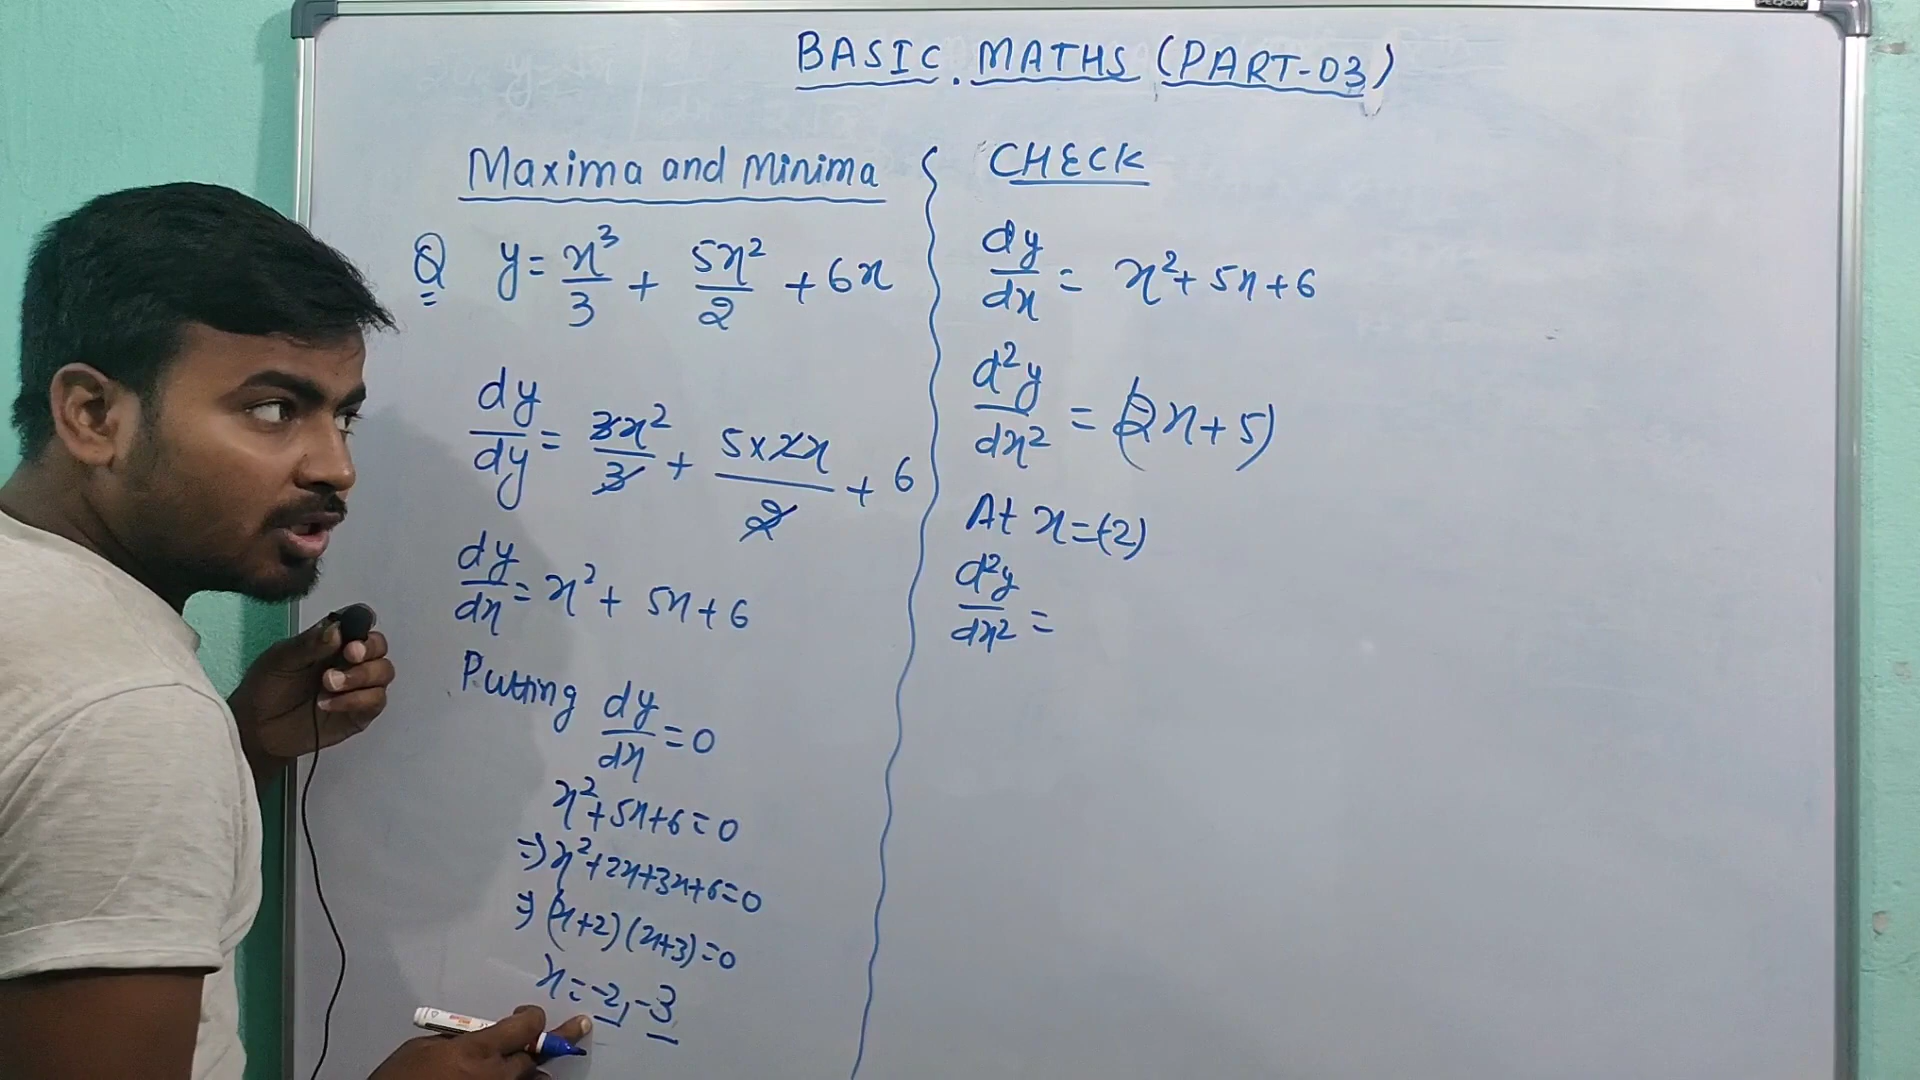 BASIC MATHS (PART-03)
Maxima and Minima
Q y = x³/3 + 5x²/2 + 6x
dy/dy = 3x²/3 + 5×2x/2 + 6
dy/dx = x² + 5x + 6
Putting dy/dx = 0
x² + 5x + 6 = 0
⇒ x² + 2x + 3x + 6 = 0
⇒ (x+2) (x+3) = 0
x = -2, -3
CHECK
dy/dx = x² + 5x + 6
d²y/dx² = (2x + 5)
At x = (-2)
d²y/dx² =